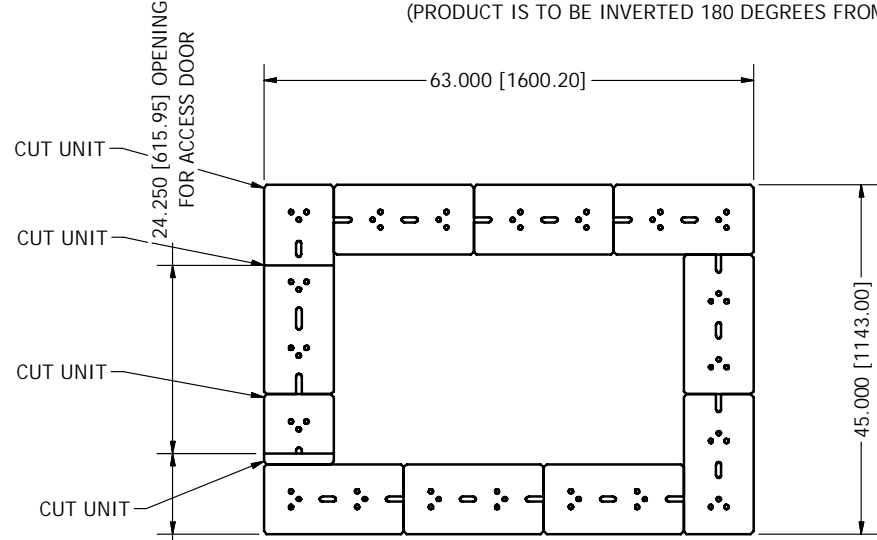 (PRODUCT IS TO BE INVERTED 180 DEGREES FROM
63.000 [1600.20]
24.250 [615.95] OPENING
FOR ACCESS DOOR
CUT UNIT
CUT UNIT
CUT UNIT
CUT UNIT
45.000 [1143.00]